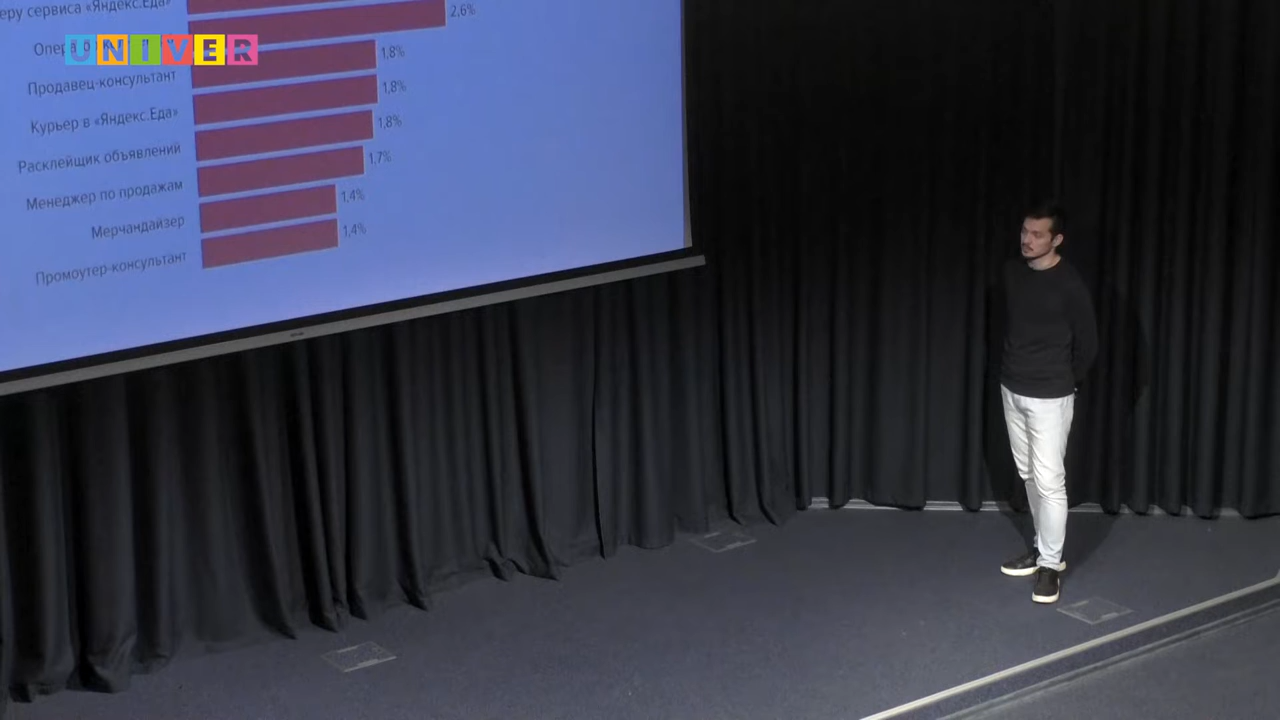 сервиса «Яндекс.Еда»
2,6%
UNIVER
1,8%
Продавец-консультант
1,8%
Курьер в «Яндекс.Еда»
1,8%
Расклейщик объявлений
1,7%
Менеджер по продажам
1,4%
Мерчандайзер
1,4%
Промоутер-консультант